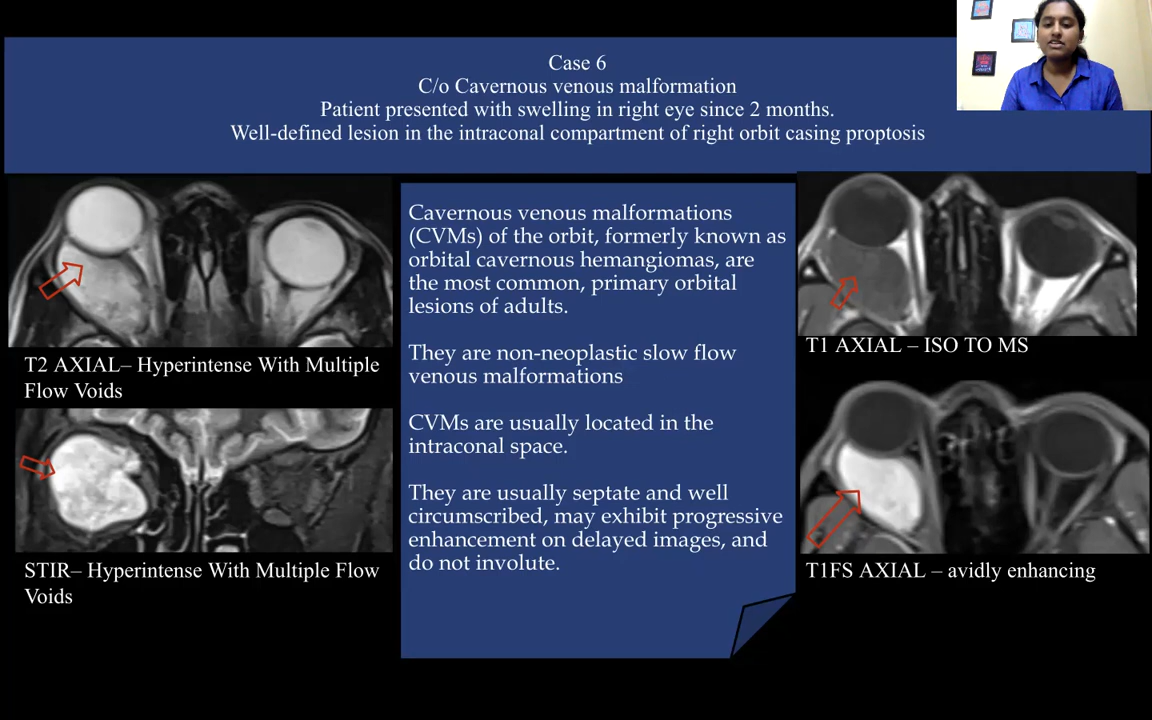 Case 6
C/o Cavernous venous malformation
Patient presented with swelling in right eye since 2 months.
Well-defined lesion in the intraconal compartment of right orbit casing proptosis
T2 AXIAL– Hyperintense With Multiple
Flow Voids
STIR– Hyperintense With Multiple Flow
Voids
Cavernous venous malformations
(CVMs) of the orbit, formerly known as
orbital cavernous hemangiomas, are
the most common, primary orbital
lesions of adults.
They are non-neoplastic slow flow
venous malformations
CVMs are usually located in the
intraconal space.
They are usually septate and well
circumscribed, may exhibit progressive
enhancement on delayed images, and
do not involute.
T1 AXIAL – ISO TO MS
T1FS AXIAL – avidly enhancing